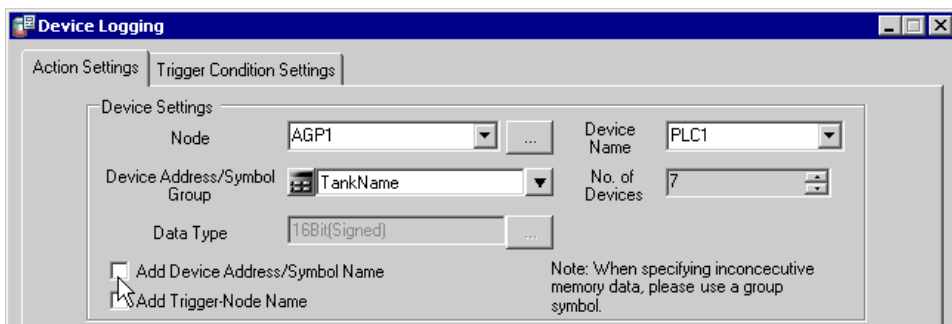 Device Logging
Action Settings Trigger Condition Settings
Device Settings
Node AGP1 ... Device Name PLC1
Device Address/Symbol Group TankName No. of Devices 7
Data Type 16Bit(Signed) ...
Add Device Address/Symbol Name
Add Trigger-Node Name
Note: When specifying inconcecutive
memory data, please use a group
symbol.